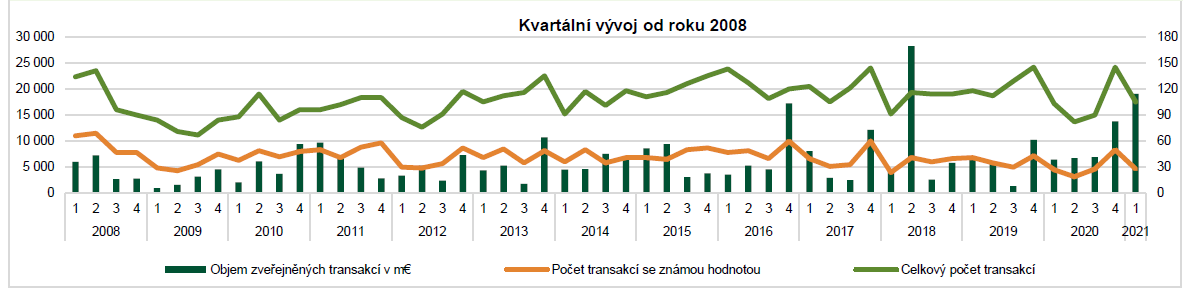 Kvartální vývoj od roku 2008
30 000 180
25 000 150
20 000 120
15 000 90
10 000 60
5 000 30
0 0
1 2 3 4 1 2 3 4 1 2 3 4 1 2 3 4 1 2 3 4 1 2 3 4 1 2 3 4 1 2 3 4 1 2 3 4 1 2 3 4 1 2 3 4 1 2 3 4 1 2 3 4 1
2008 2009 2010 2011 2012 2013 2014 2015 2016 2017 2018 2019 2020 2021
Objem zveřejněných transakcí v m€ Počet transakcí se známou hodnotou Celkový počet transakcí